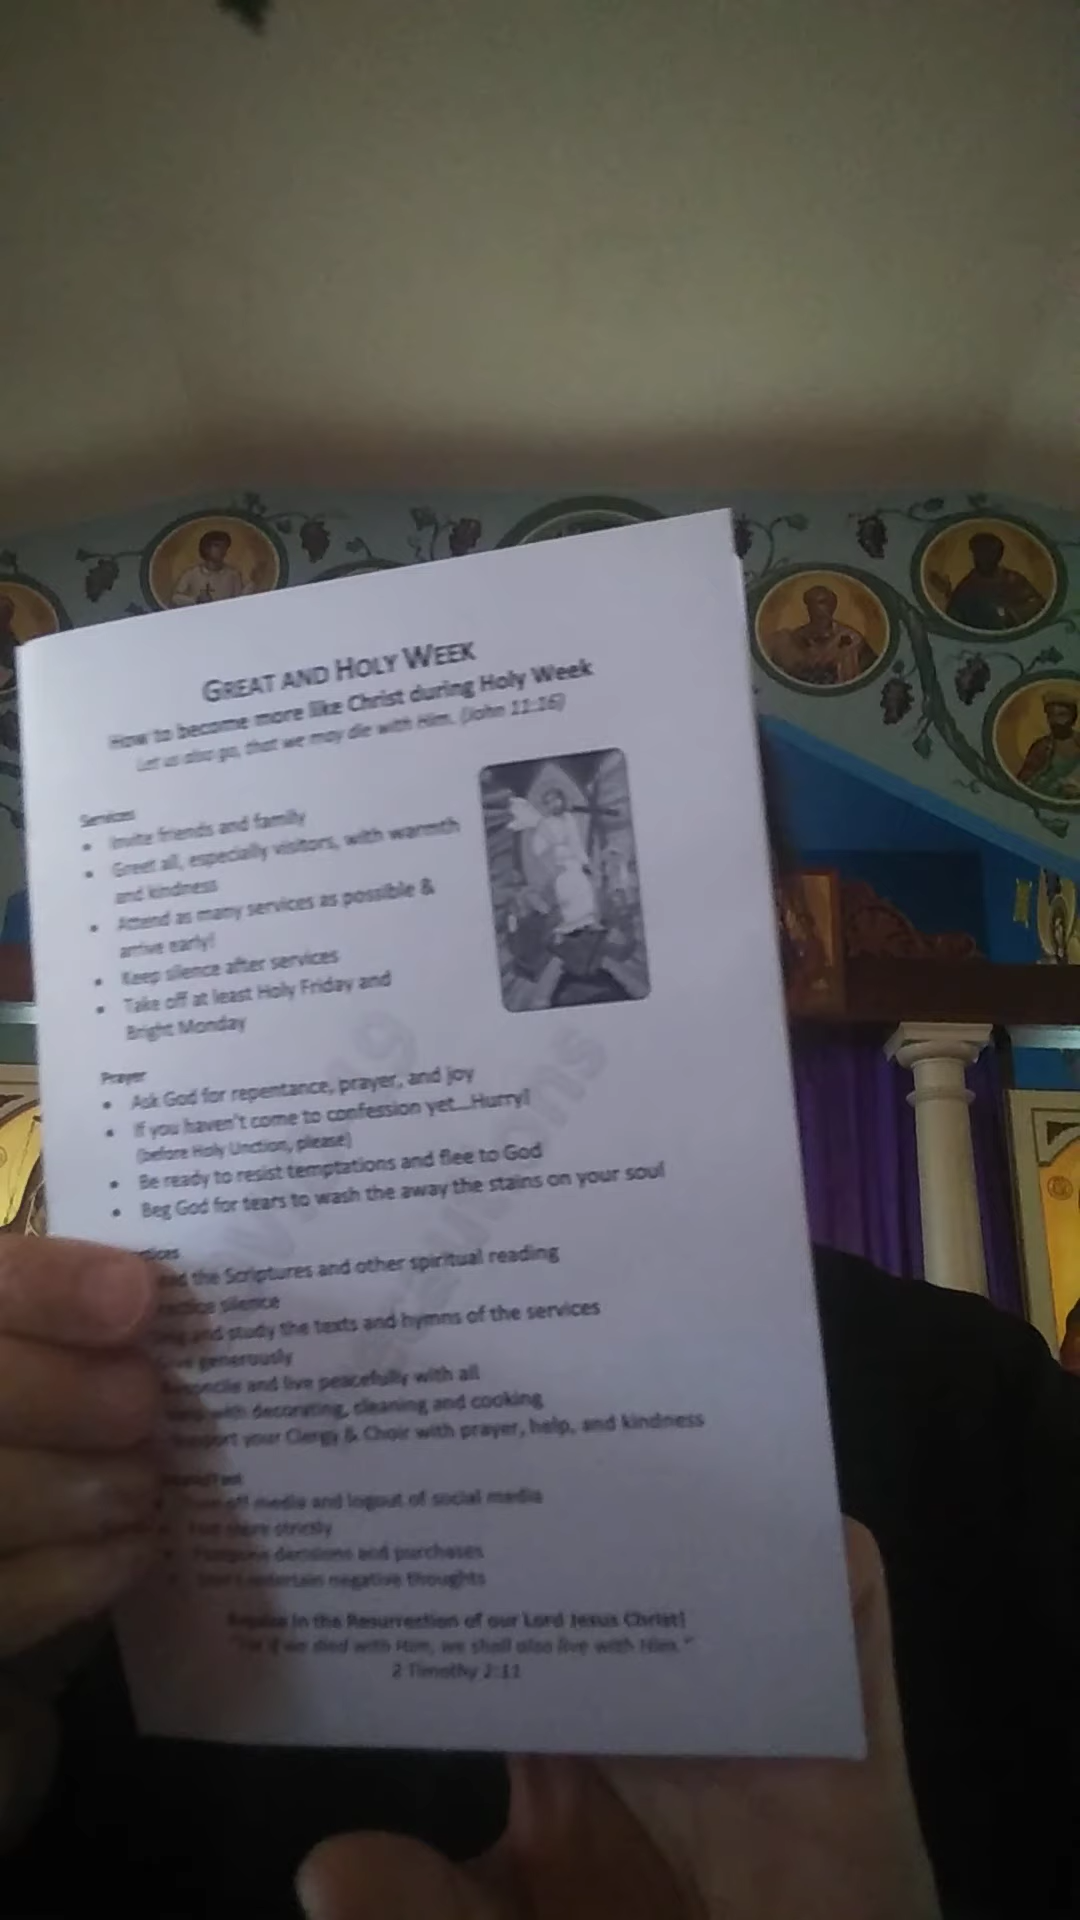 GREAT AND HOLY WEEK
How to become more like Christ during Holy Week
Let us also go, that we may die with Him. (John 11:16)
Services
• Invite friends and family
• Greet all, especially visitors, with warmth
and kindness
• Attend as many services as possible &
arrive early!
• Keep silence after services
• Take off at least Holy Friday and
Bright Monday
Prayer
• Ask God for repentance, prayer, and joy
• If you haven't come to confession yet....Hurry!
(before Holy Unction, please)
• Be ready to resist temptations and flee to God
• Beg God for tears to wash the away the stains on your soul
the Scriptures and other spiritual reading
silence
and study the texts and hymns of the services
generously
and live peacefully with all
with decorating, cleaning and cooking
your Clergy & Choir with prayer, help, and kindness
off media and logout of social media
more strictly
decisions and purchases
entertain negative thoughts
in the Resurrection of our Lord Jesus Christ!
if we died with Him, we shall also live with Him."
2 Timothy 2:11